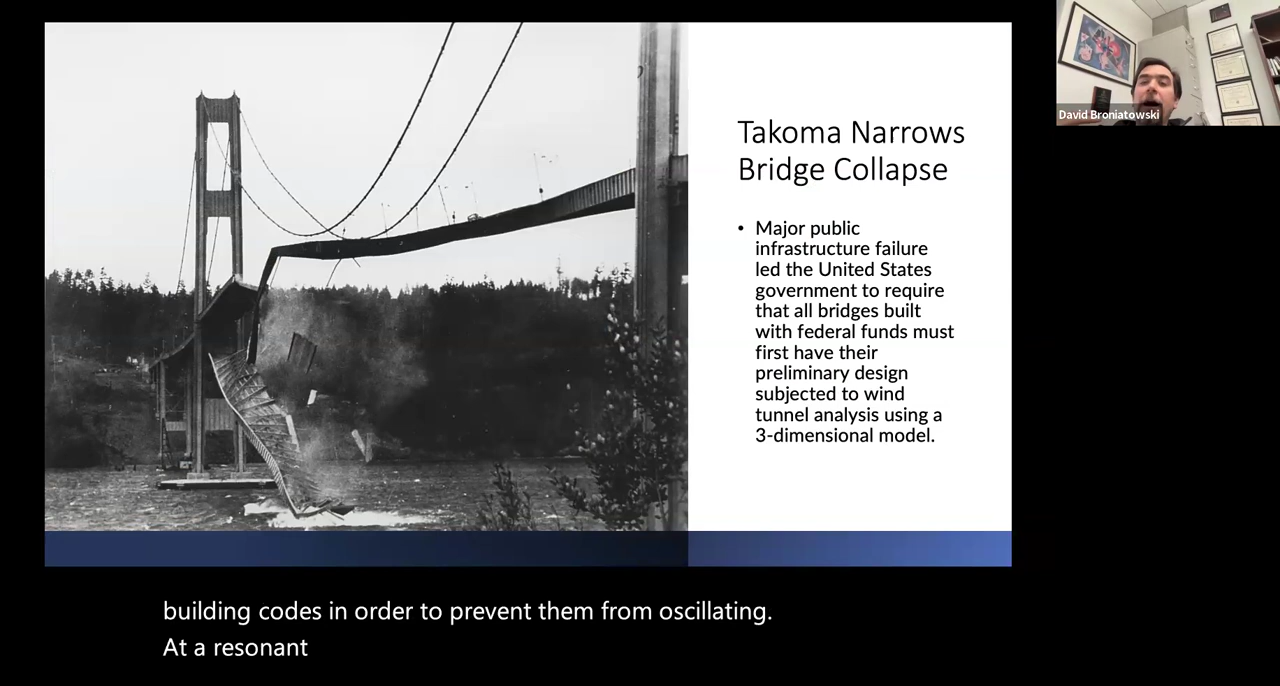 Takoma Narrows
Bridge Collapse
• Major public
infrastructure failure
led the United States
government to require
that all bridges built
with federal funds must
first have their
preliminary design
subjected to wind
tunnel analysis using a
3-dimensional model.
David Broniatowski
building codes in order to prevent them from oscillating.
At a resonant